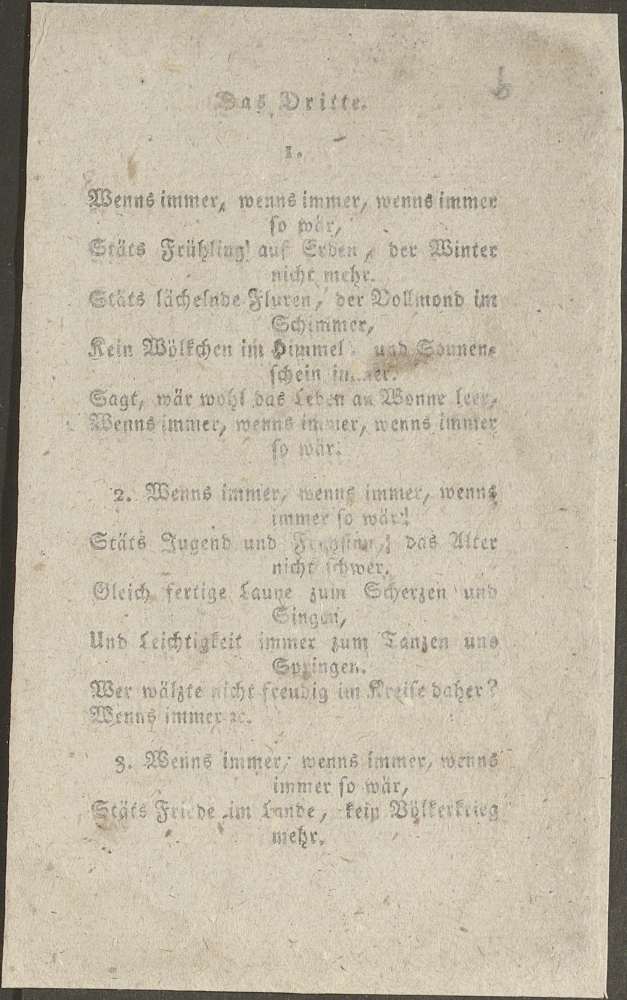 Das Dritte.
1.
Wenns immer, wenns immer, wenns immer
so wär,
Stäts Frühling auf Erden, der Winter
nicht mehr.
Stäts lächelnde Fluren, der Vollmond im
Schimmer,
Kein Wölkchen im Himmel und Sonnen-
schein immer.
Sagt, wär wohl das Leben an Wonne leer,
Wenns immer, wenns immer, wenns immer
so wär.
2. Wenns immer, wenns immer, wenns
immer so wär!
Stäts Jugend und Frohsinn, das Alter
nicht schwer,
Gleich fertige Laune zum Scherzen und
Singen,
Und Leichtigkeit immer zum Tanzen und
Springen.
Wer wälzte nicht freudig im Kreise daher?
Wenns immer ꝛc.
3. Wenns immer, wenns immer, wenns
immer so wär,
Stäts Friede im Lande, kein Völkerkrieg
mehr.